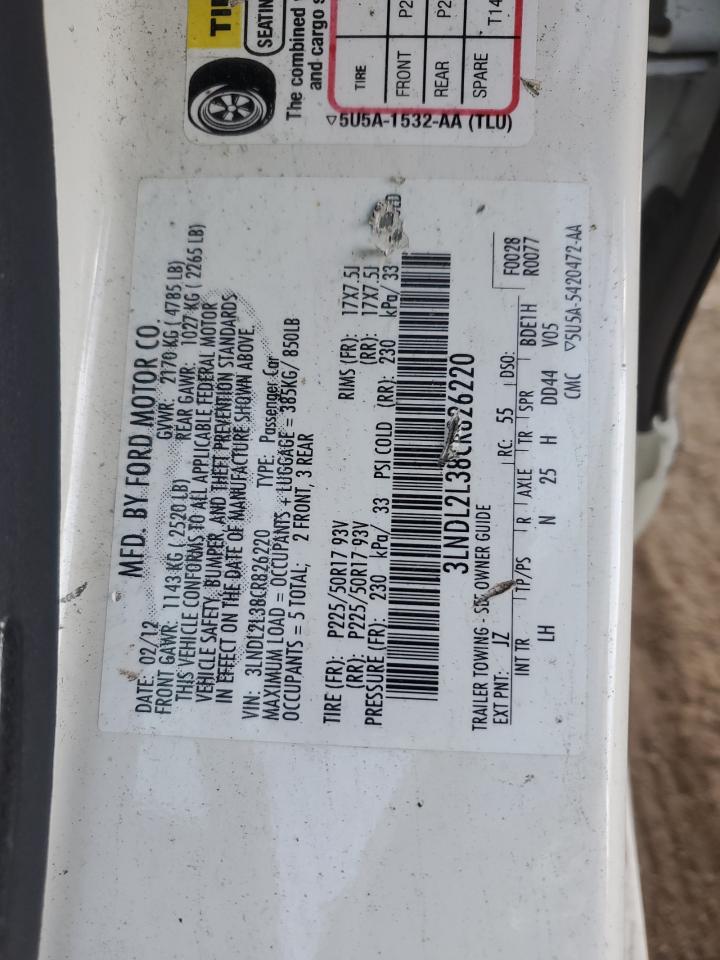 MFD. BY FORD MOTOR CO.
DATE: 02/12 GVWR: 2170 KG ( 4785 LB)
FRONT GAWR: 1143 KG ( 2520 LB) REAR GAWR: 1027 KG ( 2265 LB)
THIS VEHICLE CONFORMS TO ALL APPLICABLE FEDERAL MOTOR
VEHICLE SAFETY, BUMPER, AND THEFT PREVENTION STANDARDS
IN EFFECT ON THE DATE OF MANUFACTURE SHOWN ABOVE.
VIN: 3LNDL2L38CR826220 TYPE: Passenger Car
MAXIMUM LOAD = OCCUPANTS + LUGGAGE = 385KG/ 850LB
OCCUPANTS = 5 TOTAL; 2 FRONT, 3 REAR
TIRE (FR): P225/50R17 93V RIMS (FR): 17X7.5J
(RR): P225/50R17 93V (RR): 17X7.5J
PRESSURE (FR): 230 kPa/ 33 PSI COLD (RR): 230 kPa/ 33
3LNDL2L38CR826220
TRAILER TOWING - SEE OWNER GUIDE
EXT PNT: JZ RC: 55 DSO: F0028
R0077
INT TR TP/PS R AXLE TR SPR BDE1H
LH N 25 H DD44 V05
CMC ▽5U5A-5420472-AA
TI
SEATIN
The combined
and cargo s
TIRE
FRONT P2
REAR P2
SPARE T14
▽5U5A-1532-AA (TLU)